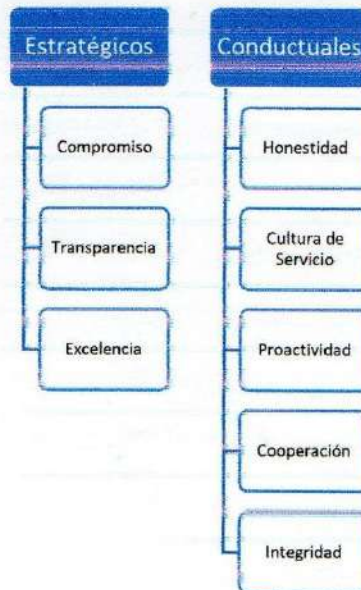 Estratégicos
Compromiso
Transparencia
Excelencia
Conductuales
Honestidad
Cultura de
Servicio
Proactividad
Cooperación
Integridad